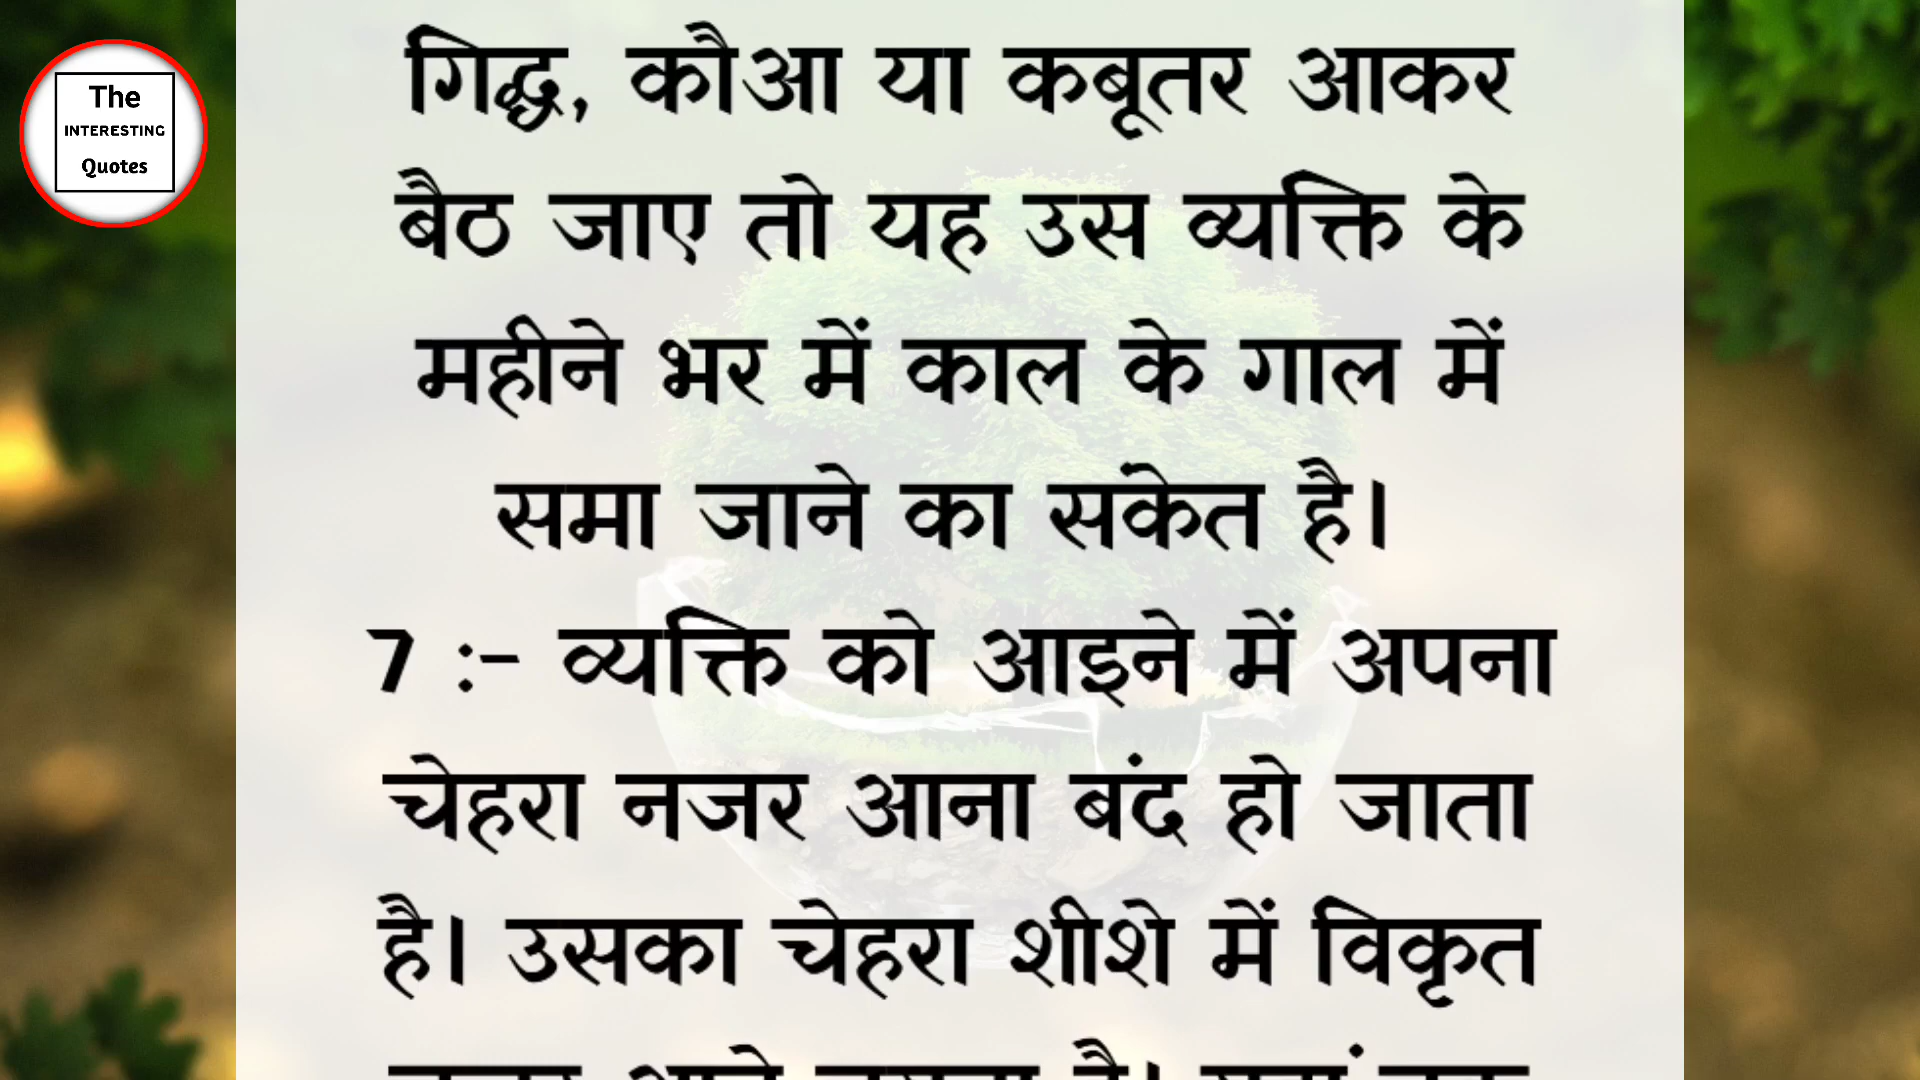 The
INTERESTING
Quotes
गिद्ध, कौआ या कबूतर आकर
बैठ जाए तो यह उस व्यक्ति के
महीने भर में काल के गाल में
समा जाने का संकेत है।
7 :- व्यक्ति को आइने में अपना
चेहरा नजर आना बंद हो जाता
है। उसका चेहरा शीशे में विकृत